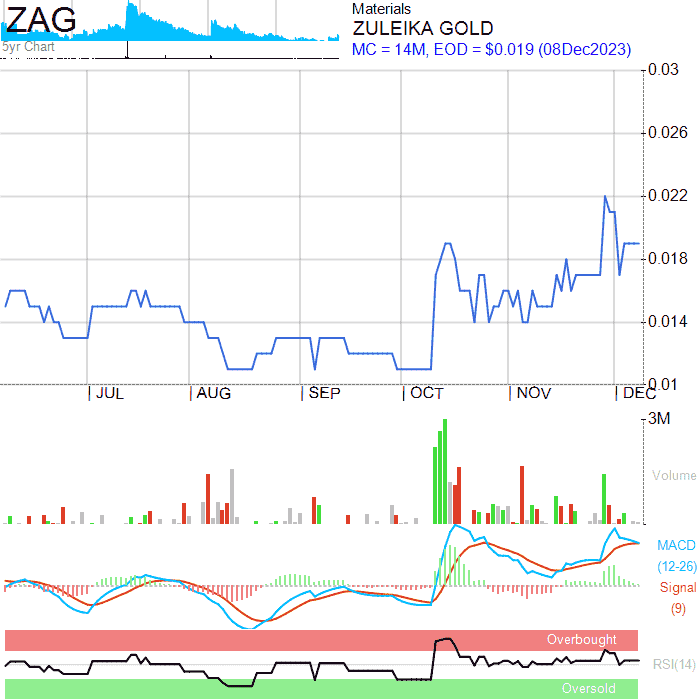 ZAG
5yr Chart
Materials
ZULEIKA GOLD
MC = 14M, EOD = $0.019 (08Dec2023)
0.03
0.026
0.022
0.018
0.014
0.01
JUL AUG SEP OCT NOV DEC
3M
Volume
MACD
(12-26)
Signal
(9)
Overbought
RSI(14)
Oversold